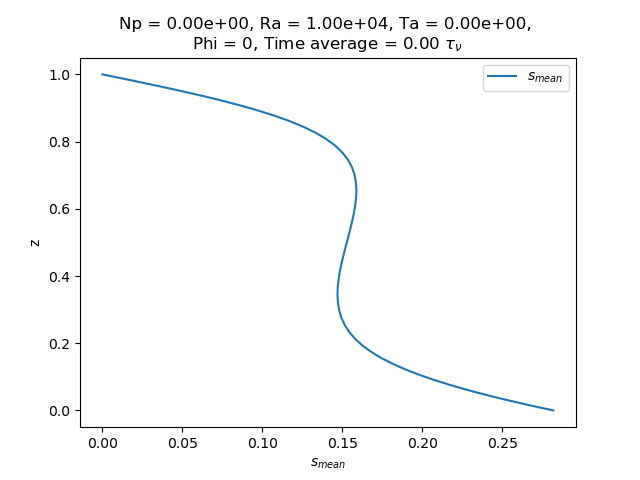 Np = 0.00e+00, Ra = 1.00e+04, Ta = 0.00e+00,
Phi = 0, Time average = 0.00 τν
s_mean
1.0
0.8
0.6
0.4
0.2
0.0
z
0.00 0.05 0.10 0.15 0.20 0.25
s_mean